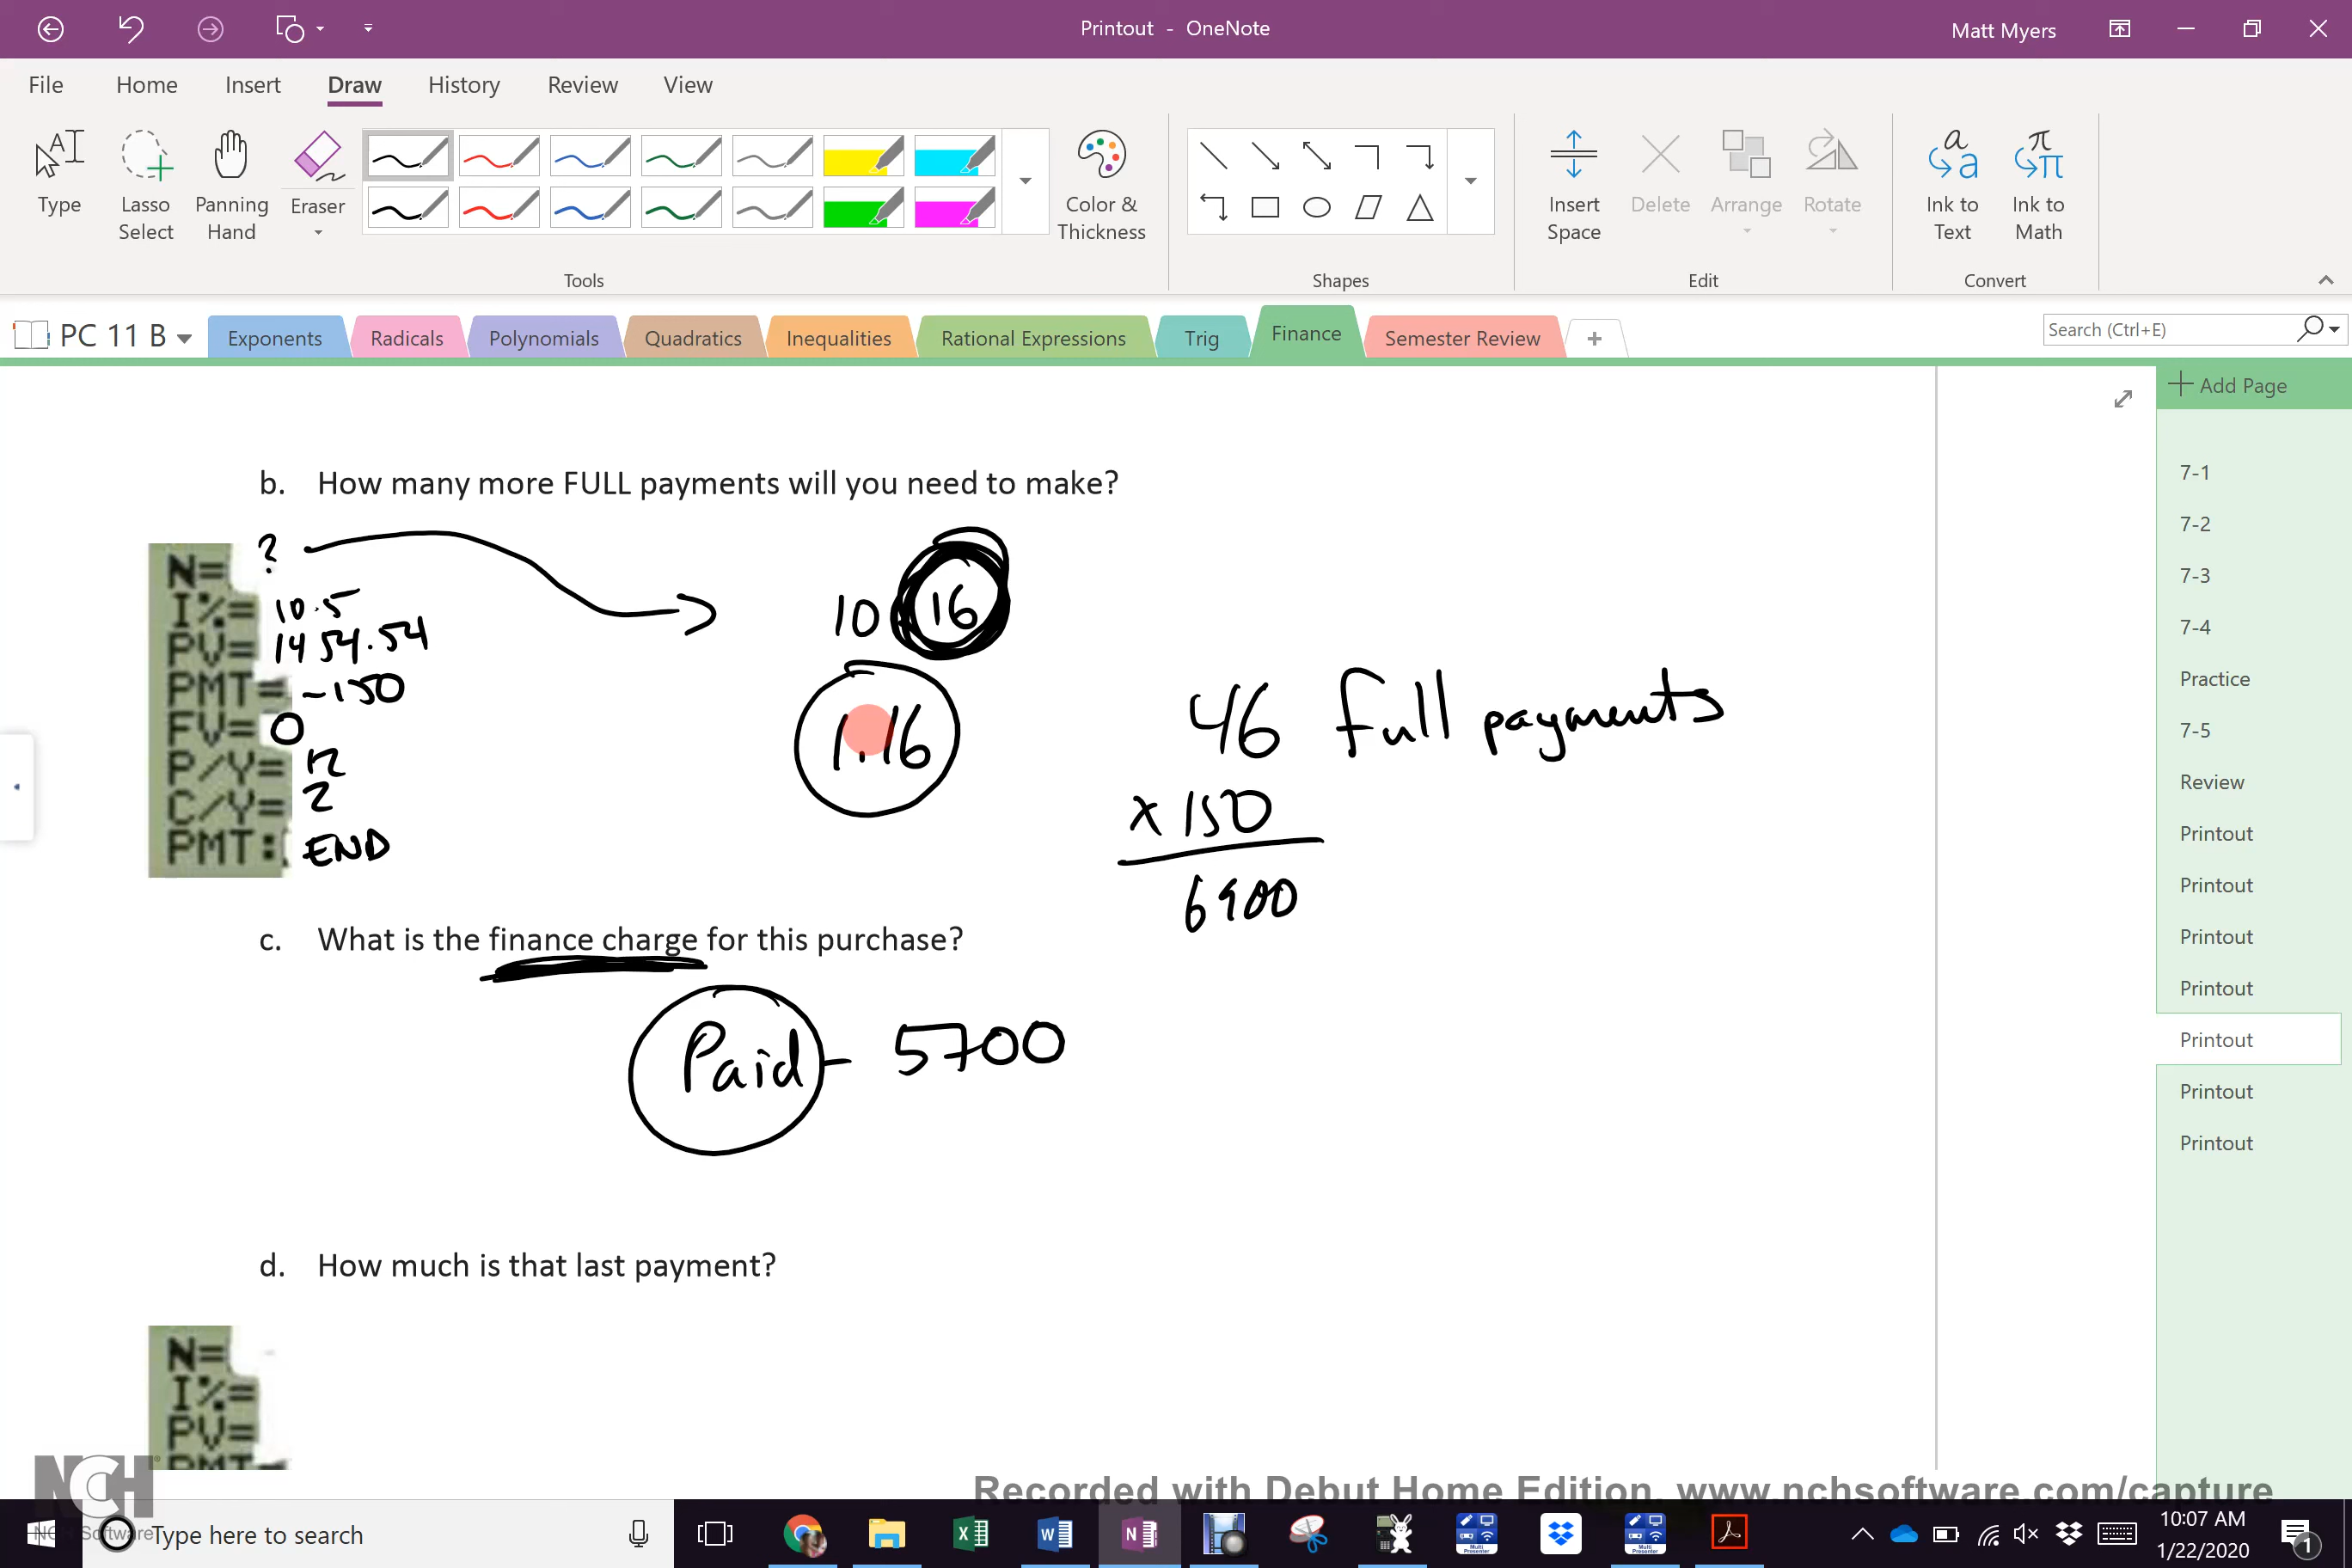 Printout - OneNote
Matt Myers
File Home Insert Draw History Review View
Type
Lasso Select
Panning Hand
Eraser
Color & Thickness
Insert Space
Delete
Arrange
Rotate
Ink to Text
Ink to Math
Tools
Shapes
Edit
Convert
PC 11 B
Exponents Radicals Polynomials Quadratics Inequalities Rational Expressions Trig Finance Semester Review +
Search (Ctrl+E)
Add Page
7-1
7-2
7-3
7-4
Practice
7-5
Review
Printout
Printout
Printout
Printout
Printout
Printout
Printout
b. How many more FULL payments will you need to make?
N= ?
I%= 10.5
PV= 1454.54
PMT= -150
FV= 0
P/Y= 12
C/Y= 2
PMT: END
10.16
1.16
46 full payments
x 150
6900
c. What is the finance charge for this purchase?
Paid - 5700
d. How much is that last payment?
N=
I%=
PV=
PMT=
NCH
NCH Software
Recorded with Debut Home Edition. www.nchsoftware.com/capture
Type here to search
10:07 AM
1/22/2020
1